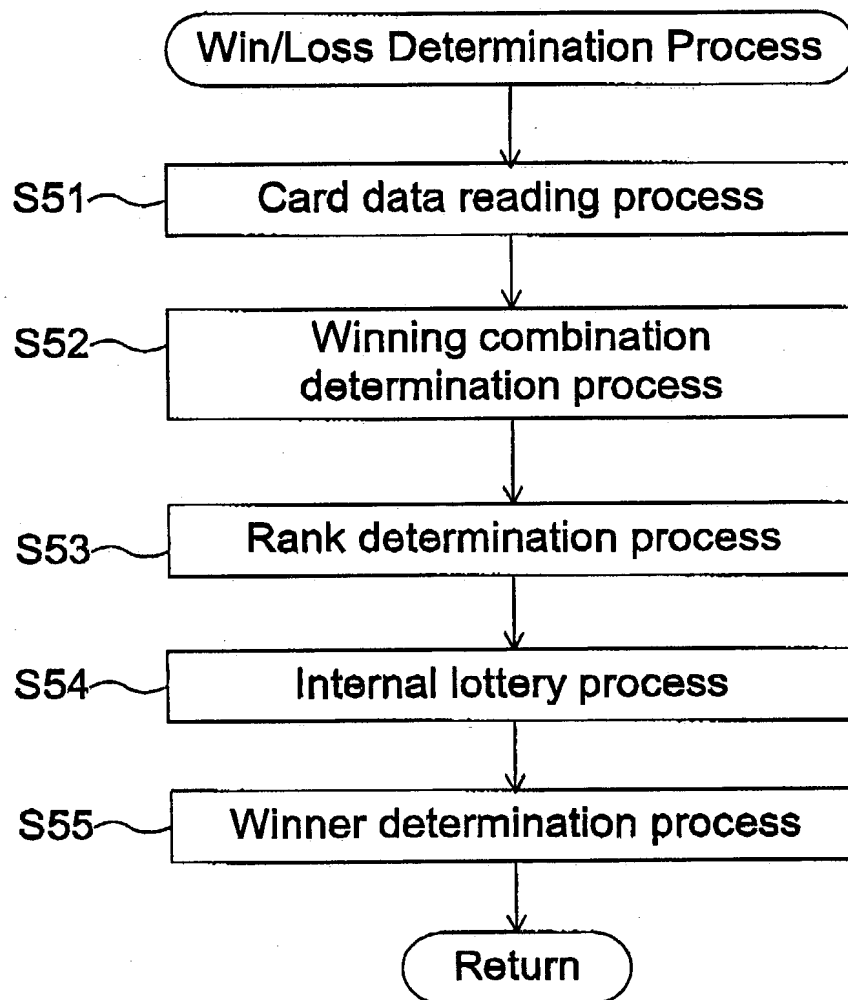 Win/Loss Determination Process
S51
Card data reading process
S52
Winning combination
determination process
S53
Rank determination process
S54
Internal lottery process
S55
Winner determination process
Return